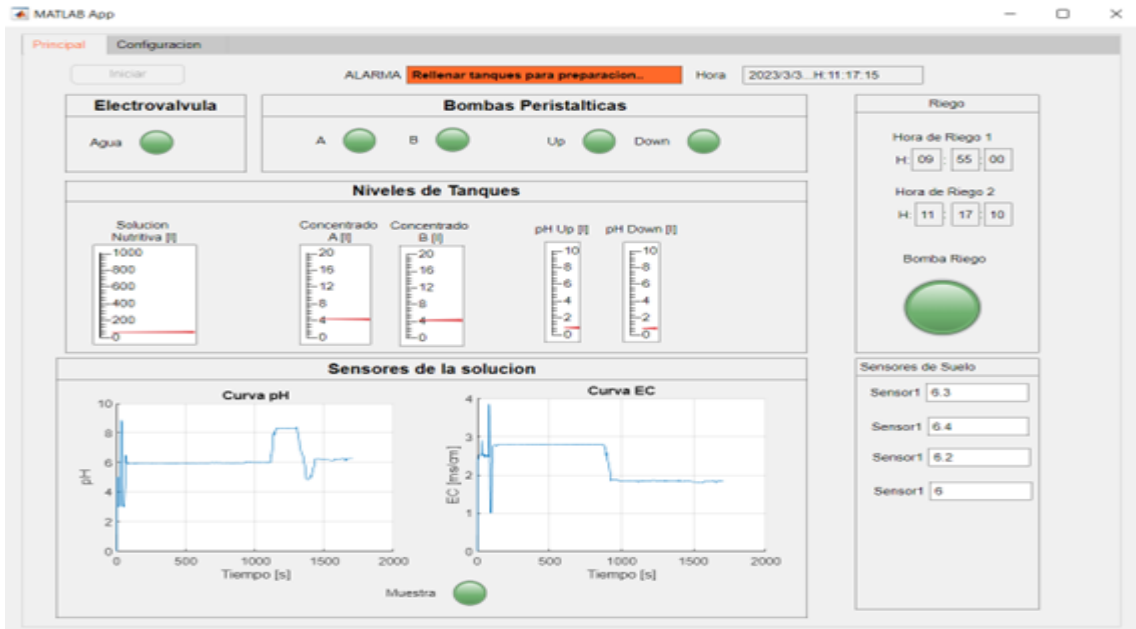 MATLAB App
Principal Configuracion
Iniciar ALARMA Rellenar tanques para preparacion.. Hora 2023/3/3...H:11:17:15
Electrovalvula
Agua
Bombas Peristalticas
A B Up Down
Niveles de Tanques
Solucion
Nutritiva [l]
1000
800
600
400
200
0
Concentrado
A [l]
20
16
12
8
4
0
Concentrado
B [l]
20
16
12
8
4
0
pH Up [l]
10
8
6
4
2
0
pH Down [l]
10
8
6
4
2
0
Riego
Hora de Riego 1
H: 09 : 55 : 00
Hora de Riego 2
H: 11 : 17 : 10
Bomba Riego
Sensores de la solucion
Curva pH
pH
10
8
6
4
2
0
0 500 1000 1500 2000
Tiempo [s]
Curva EC
EC [ms/cm]
4
3
2
1
0
0 500 1000 1500 2000
Tiempo [s]
Muestra
Sensores de Suelo
Sensor1 6.3
Sensor1 6.4
Sensor1 6.2
Sensor1 6